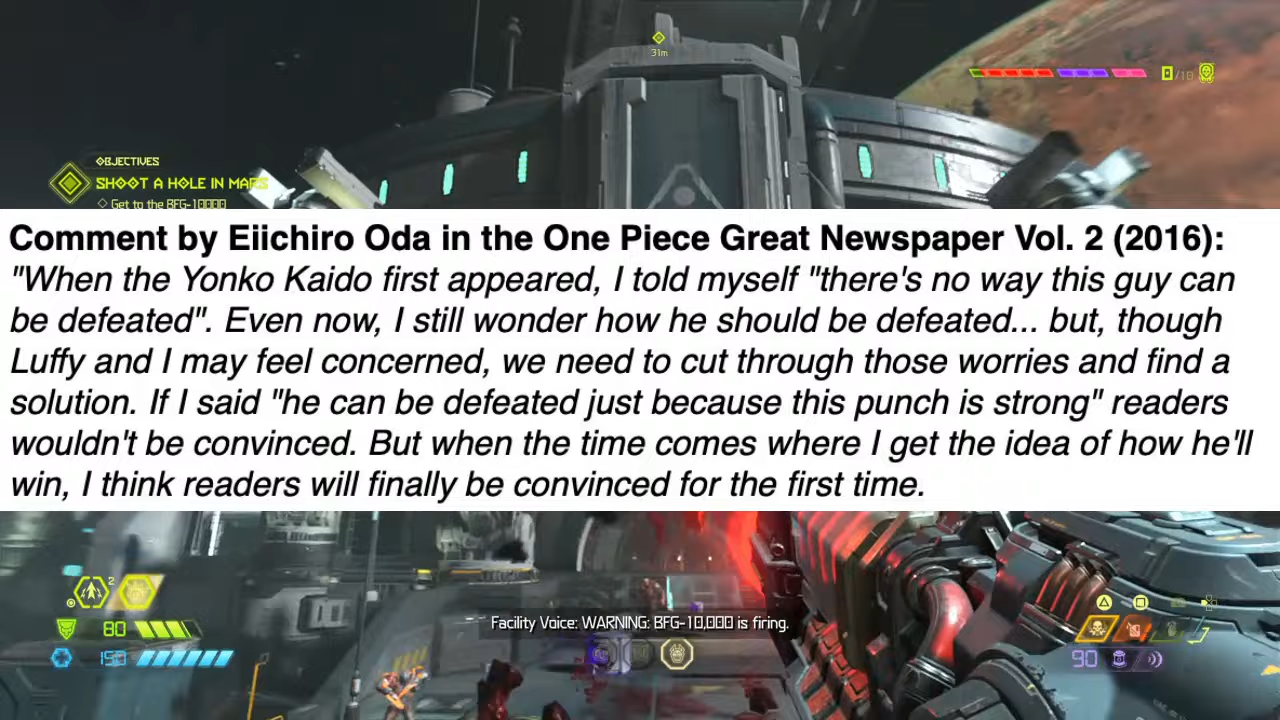 31m
0/10
OBJECTIVES
SHOOT A HOLE IN MARS
Get to the BFG-10000
Comment by Eiichiro Oda in the One Piece Great Newspaper Vol. 2 (2016):
"When the Yonko Kaido first appeared, I told myself "there's no way this guy can
be defeated". Even now, I still wonder how he should be defeated... but, though
Luffy and I may feel concerned, we need to cut through those worries and find a
solution. If I said "he can be defeated just because this punch is strong" readers
wouldn't be convinced. But when the time comes where I get the idea of how he'll
win, I think readers will finally be convinced for the first time.
2
80
Facility Voice: WARNING: BFG-10,000 is firing.
150
90